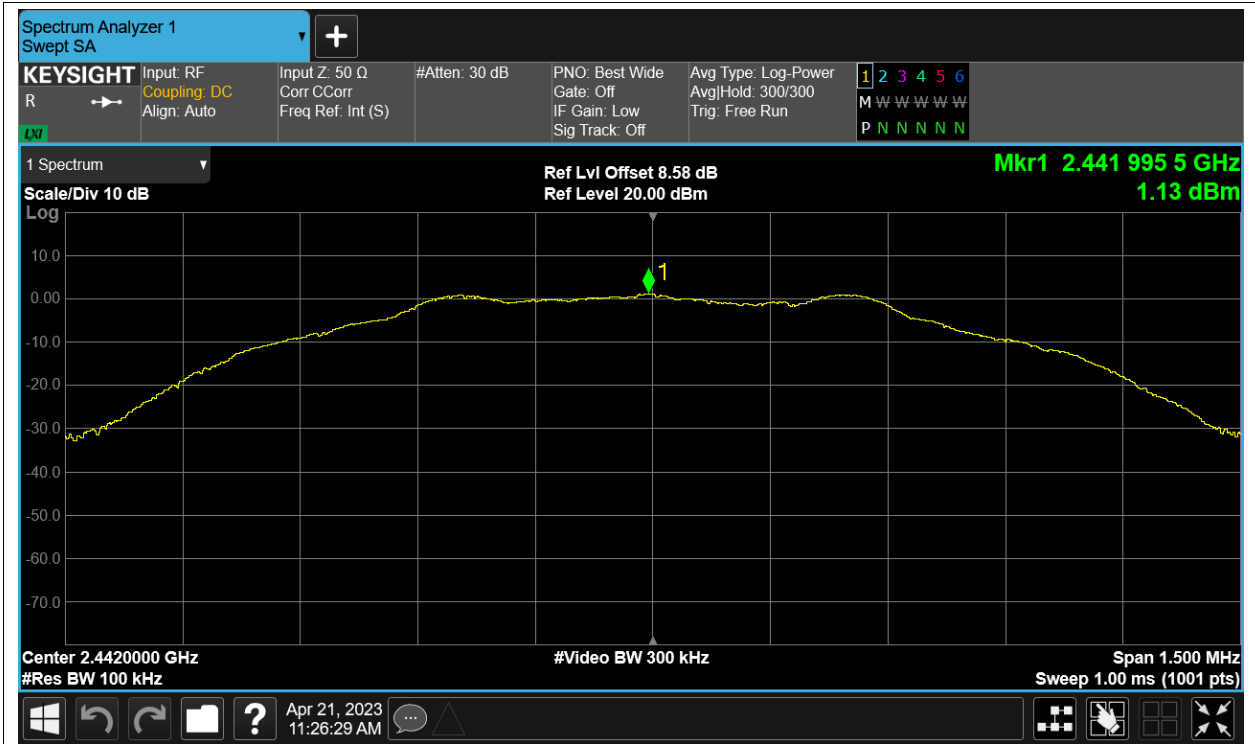 Spectrum Analyzer 1
Swept SA
+
KEYSIGHT
R
LXI
Input: RF
Coupling: DC
Align: Auto
Input Z: 50 Ω
Corr CCorr
Freq Ref: Int (S)
#Atten: 30 dB
PNO: Best Wide
Gate: Off
IF Gain: Low
Sig Track: Off
Avg Type: Log-Power
Avg|Hold: 300/300
Trig: Free Run
1 2 3 4 5 6
M W W W W W
P N N N N N
1 Spectrum
Scale/Div 10 dB
Log
Ref Lvl Offset 8.58 dB
Ref Level 20.00 dBm
Mkr1 2.441 995 5 GHz
1.13 dBm
1
10.0
0.00
-10.0
-20.0
-30.0
-40.0
-50.0
-60.0
-70.0
Center 2.4420000 GHz
#Res BW 100 kHz
#Video BW 300 kHz
Span 1.500 MHz
Sweep 1.00 ms (1001 pts)
?
Apr 21, 2023
11:26:29 AM